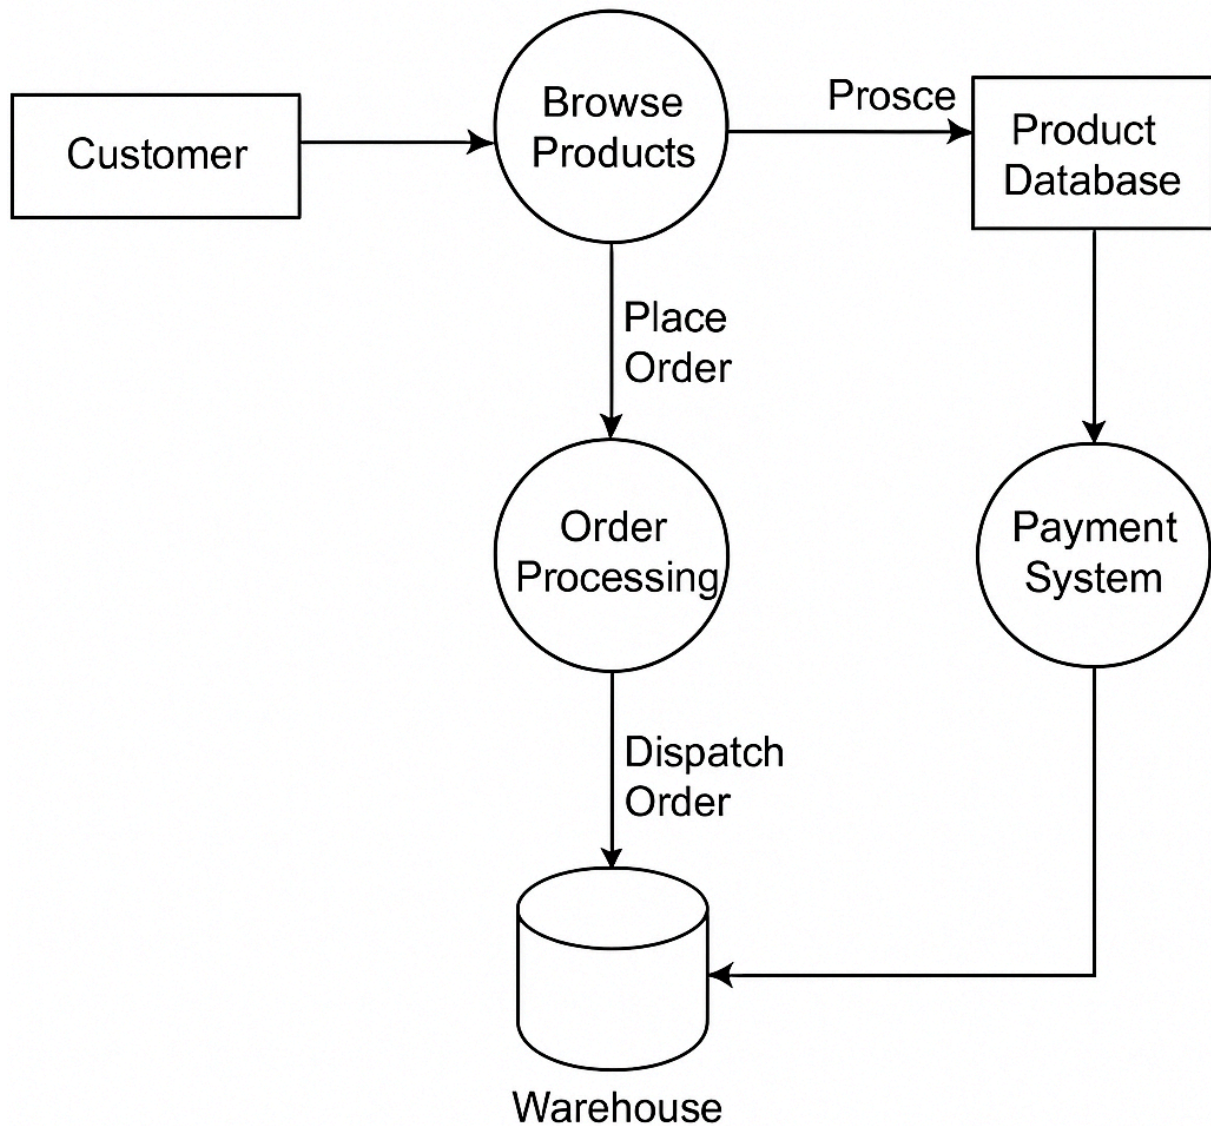 Customer
Browse
Products
Prosce
Product
Database
Place
Order
Order
Processing
Payment
System
Dispatch
Order
Warehouse